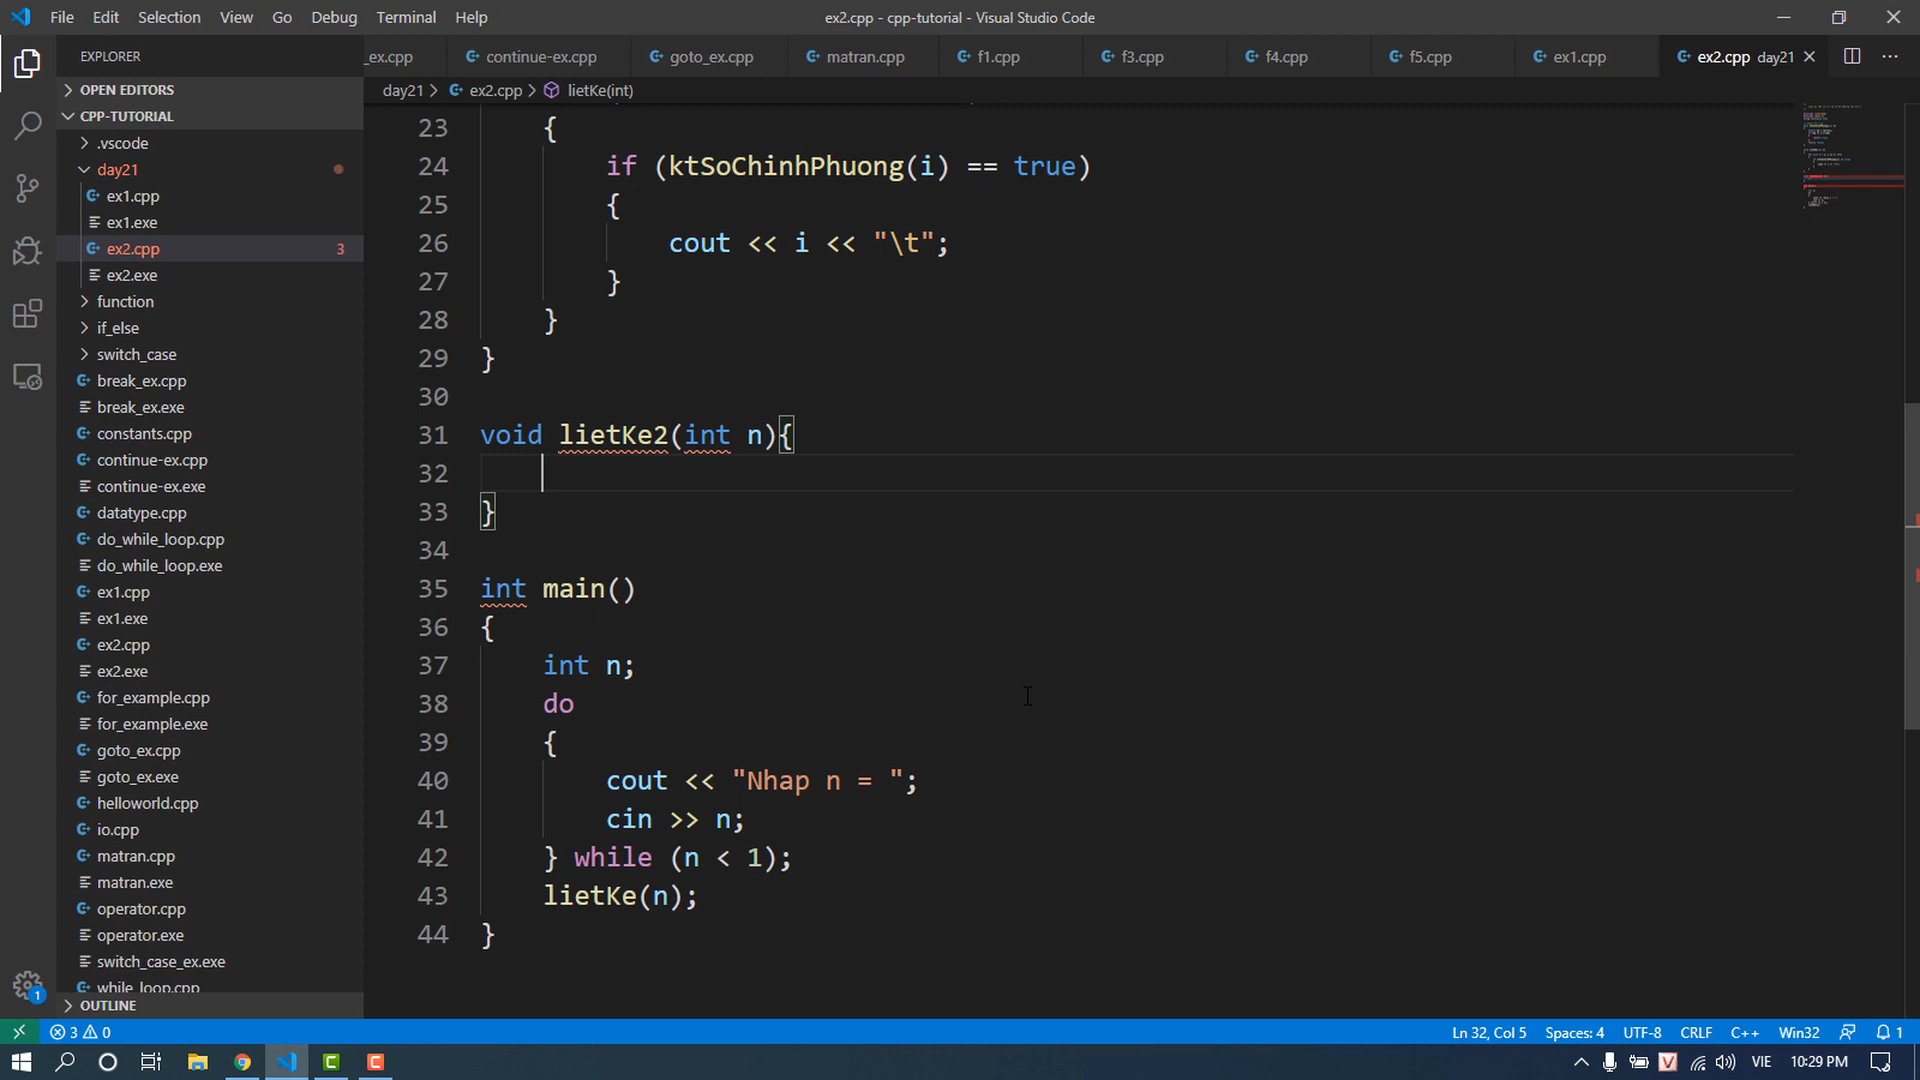 File Edit Selection View Go Debug Terminal Help
ex2.cpp - cpp-tutorial - Visual Studio Code
EXPLORER
_ex.cpp continue-ex.cpp goto_ex.cpp matran.cpp f1.cpp f3.cpp f4.cpp f5.cpp ex1.cpp ex2.cpp day21
OPEN EDITORS
CPP-TUTORIAL
.vscode
day21
ex1.cpp
ex1.exe
ex2.cpp 3
ex2.exe
function
if_else
switch_case
break_ex.cpp
break_ex.exe
constants.cpp
continue-ex.cpp
continue-ex.exe
datatype.cpp
do_while_loop.cpp
do_while_loop.exe
ex1.cpp
ex1.exe
ex2.cpp
ex2.exe
for_example.cpp
for_example.exe
goto_ex.cpp
goto_ex.exe
helloworld.cpp
io.cpp
matran.cpp
matran.exe
operator.cpp
operator.exe
switch_case_ex.exe
while_loop.cpp
OUTLINE
1
day21 > ex2.cpp > lietKe(int)
23 {
24 if (ktSoChinhPhuong(i) == true)
25 {
26 cout << i << "\t";
27 }
28 }
29 }
30
31 void lietKe2(int n){
32
33 }
34
35 int main()
36 {
37 int n;
38 do
39 {
40 cout << "Nhap n = ";
41 cin >> n;
42 } while (n < 1);
43 lietKe(n);
44 }
3 0
Ln 32, Col 5 Spaces: 4 UTF-8 CRLF C++ Win32 1
VIE 10:29 PM